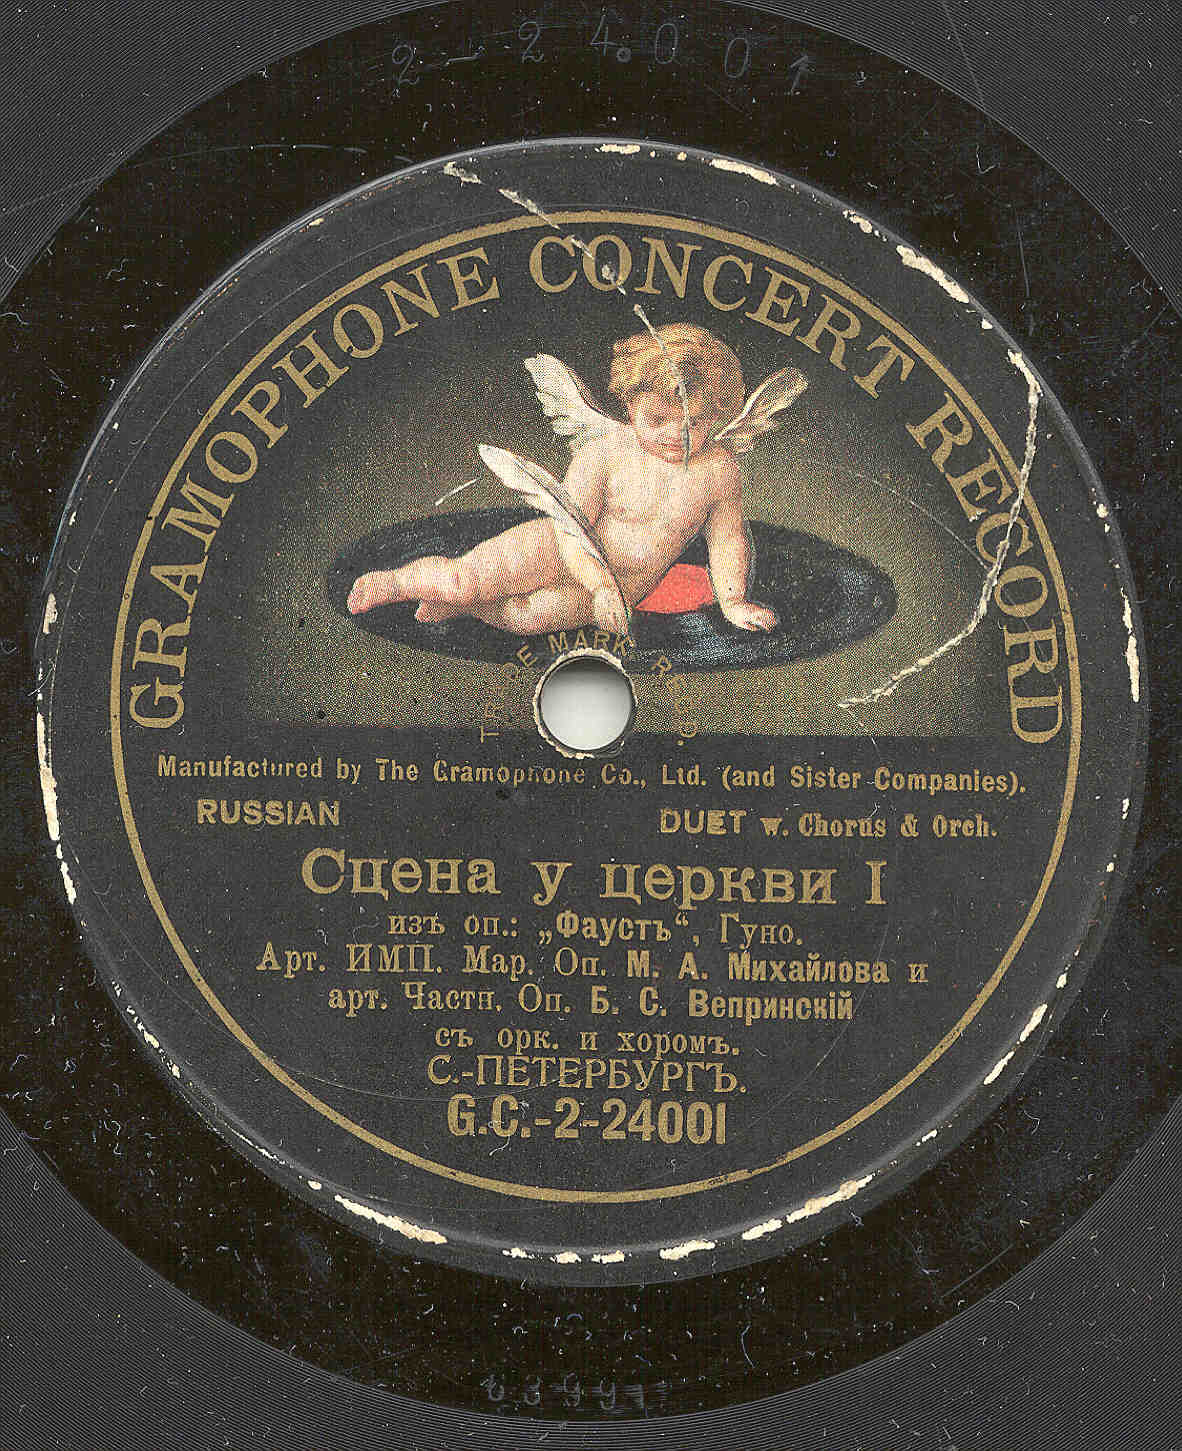 2-24001
GRAMOPHONE CONCERT RECORD
TRADE MARK
Manufactured by The Gramophone Co., Ltd. (and Sister Companies).
RUSSIAN
DUET w. Chorus & Orch.
Сцена у церкви I
изъ оп.: „Фаустъ“, Гуно.
Арт. ИМП. Мар. Оп. М. А. Михайлова и
арт. Частн. Оп. Б. С. Вепринскій
съ орк. и хоромъ.
С.-ПЕТЕРБУРГЪ.
G.C.-2-24001